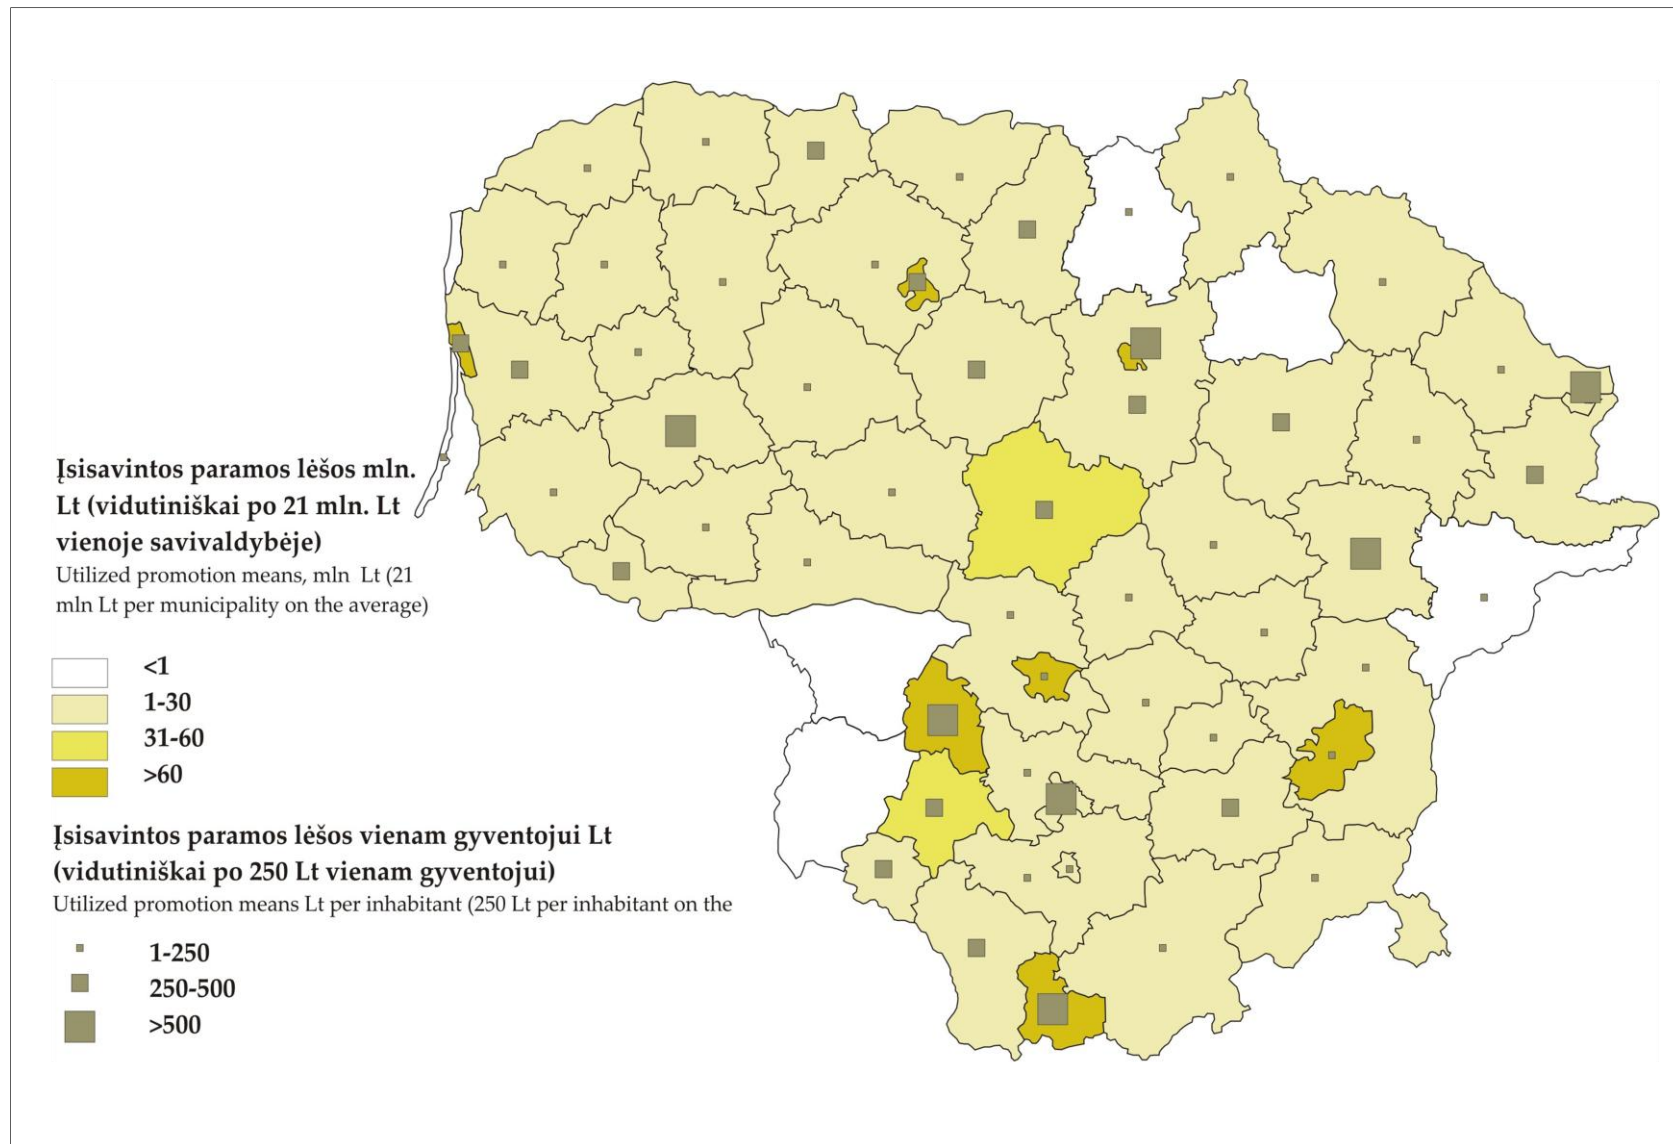 Įsisavintos paramos lėšos mln.
Lt (vidutiniškai po 21 mln. Lt
vienoje savivaldybėje)
Utilized promotion means, mln Lt (21
mln Lt per municipality on the average)
<1
1-30
31-60
>60
Įsisavintos paramos lėšos vienam gyventojui Lt
(vidutiniškai po 250 Lt vienam gyventojui)
Utilized promotion means Lt per inhabitant (250 Lt per inhabitant on the
1-250
250-500
>500